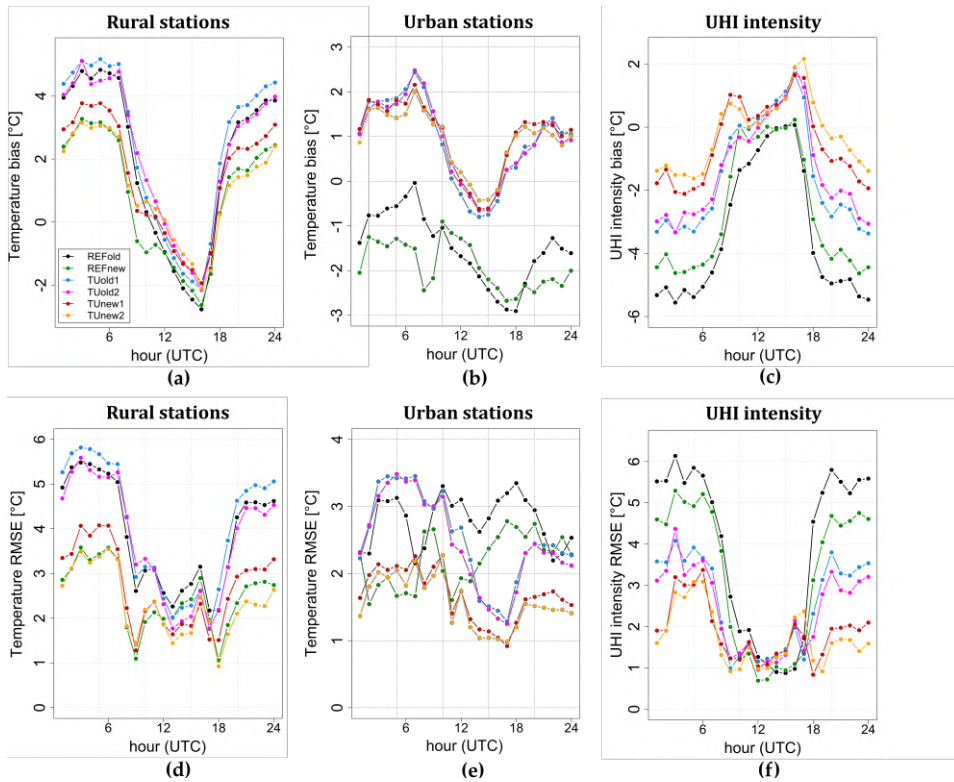 Rural stations
Urban stations
UHI intensity
Temperature bias [°C]
4
2
0
-2
REFold
REFnew
TUold1
TUold2
TUnew1
TUnew2
6
12
18
24
hour (UTC)
(a)
Temperature bias [°C]
3
2
1
0
-1
-2
-3
6
12
18
24
hour (UTC)
(b)
UHI intensity bias [°C]
2
0
-2
-4
-6
6
12
18
24
hour (UTC)
(c)
Rural stations
Urban stations
UHI intensity
Temperature RMSE [°C]
6
5
4
3
2
1
0
6
12
18
24
hour (UTC)
(d)
Temperature RMSE [°C]
4
3
2
1
0
6
12
18
24
hour (UTC)
(e)
UHI intensity RMSE [°C]
6
5
4
3
2
1
0
6
12
18
24
hour (UTC)
(f)